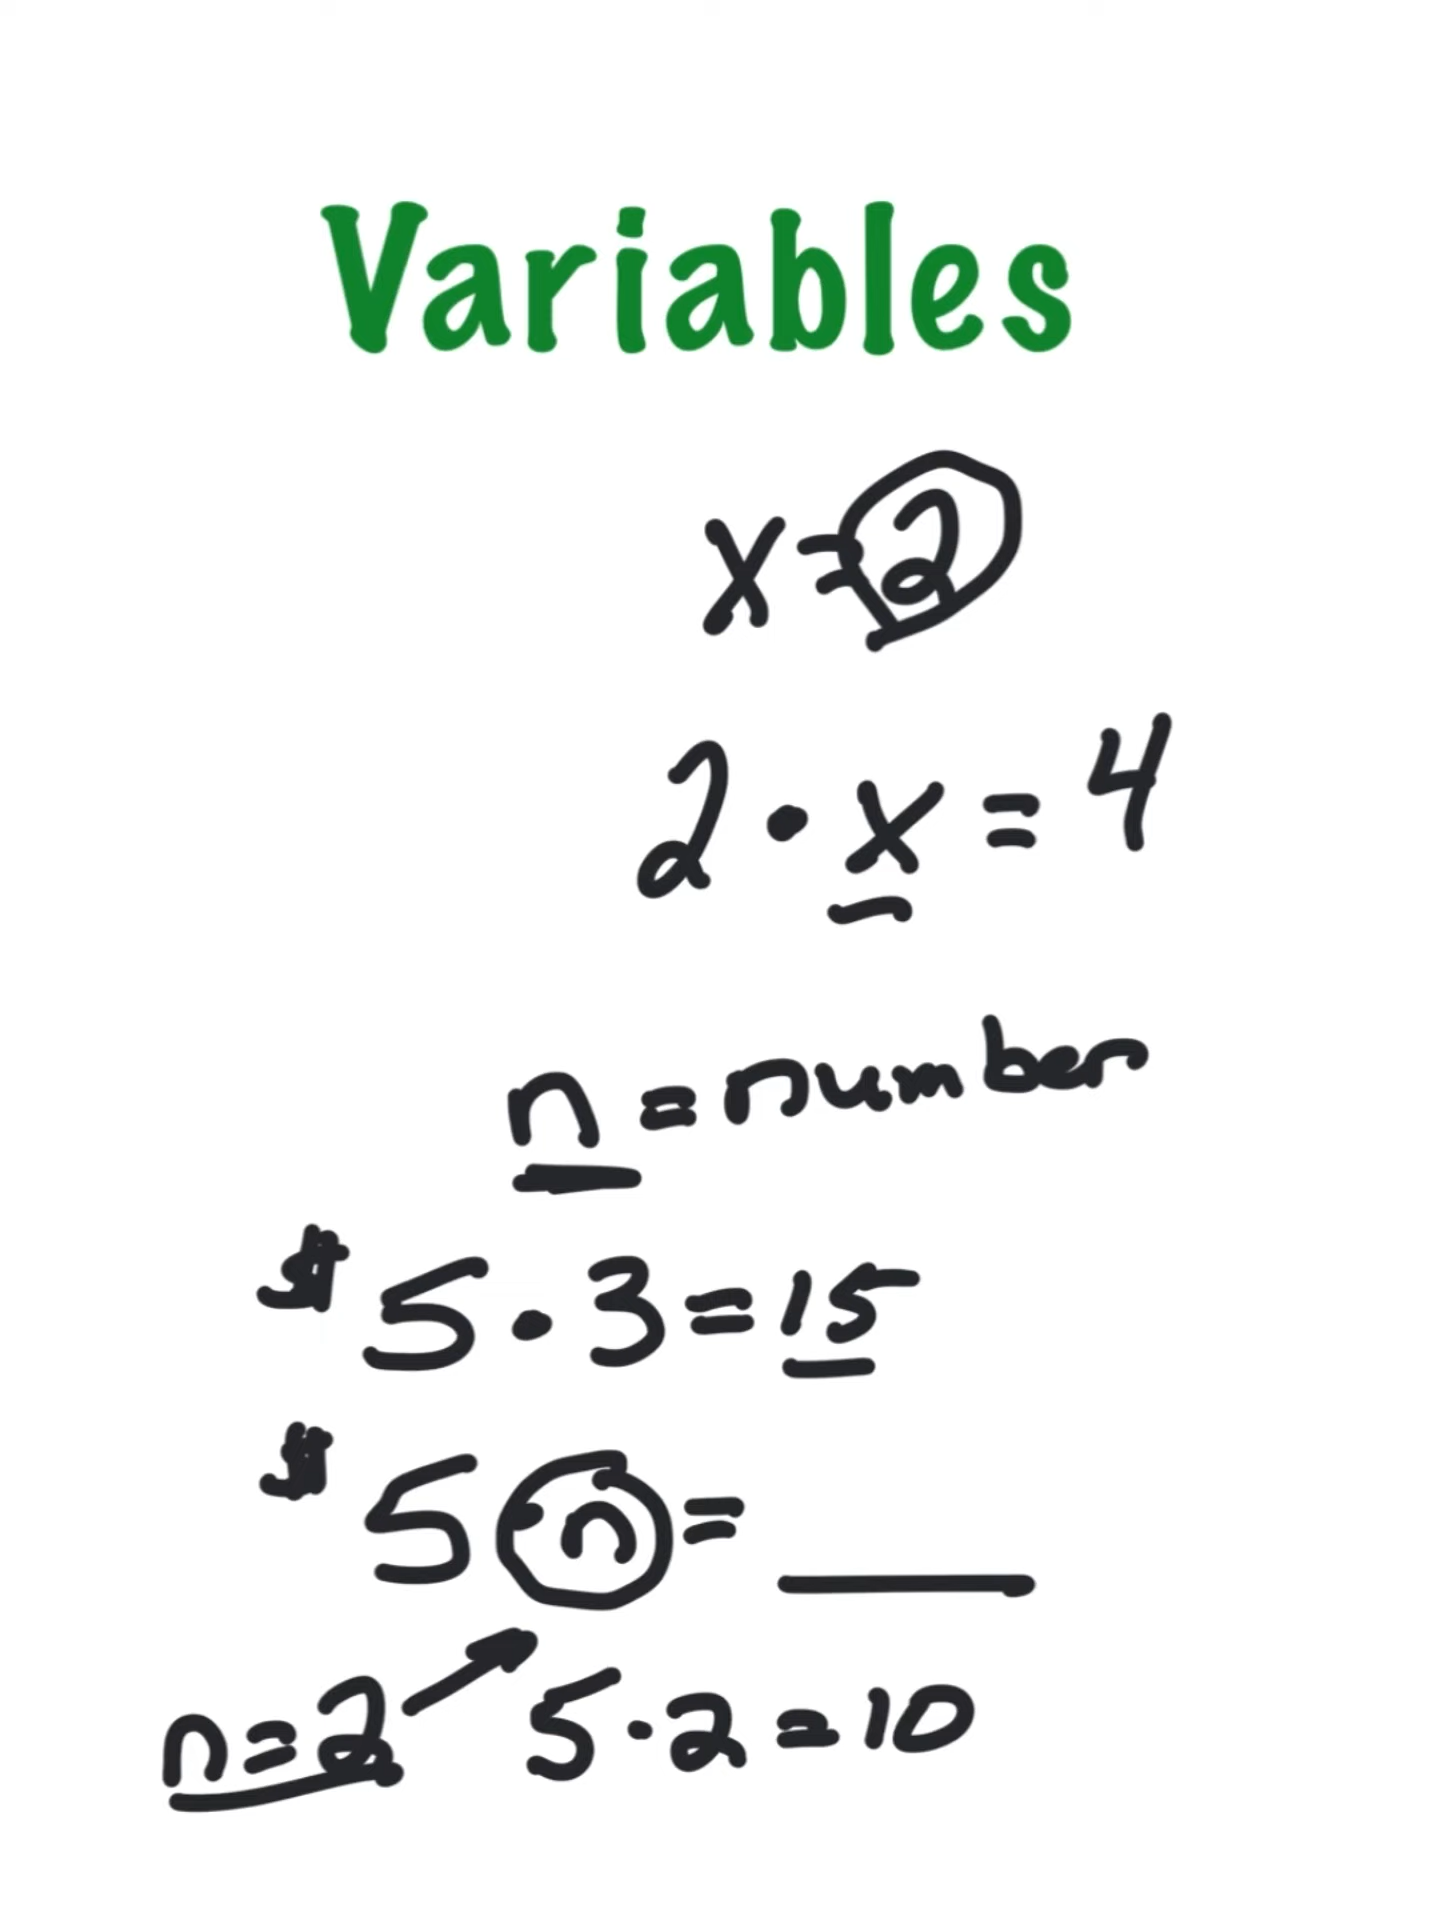 Variables
x=2
2·x=4
n=number
$5·3=15
$5·n=
n=2 5·2=10